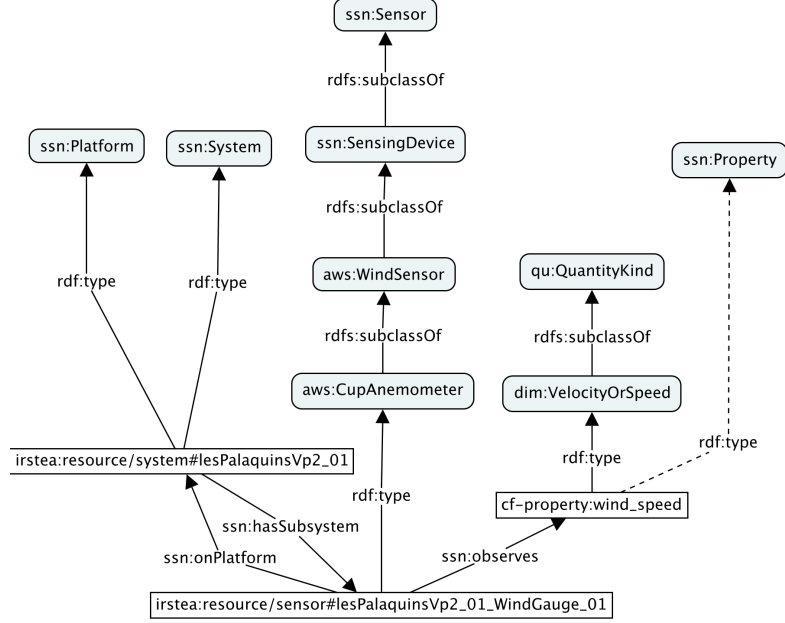 ssn:Sensor
rdfs:subclassOf
ssn:Platform
ssn:System
ssn:SensingDevice
ssn:Property
rdfs:subclassOf
rdf:type
rdf:type
aws:WindSensor
qu:QuantityKind
rdfs:subclassOf
rdfs:subclassOf
aws:CupAnemometer
dim:VelocityOrSpeed
rdf:type
irstea:resource/system#lesPalaquinsVp2_01
rdf:type
rdf:type
cf-property:wind_speed
ssn:hasSubsystem
ssn:onPlatform
ssn:observes
irstea:resource/sensor#lesPalaquinsVp2_01_WindGauge_01